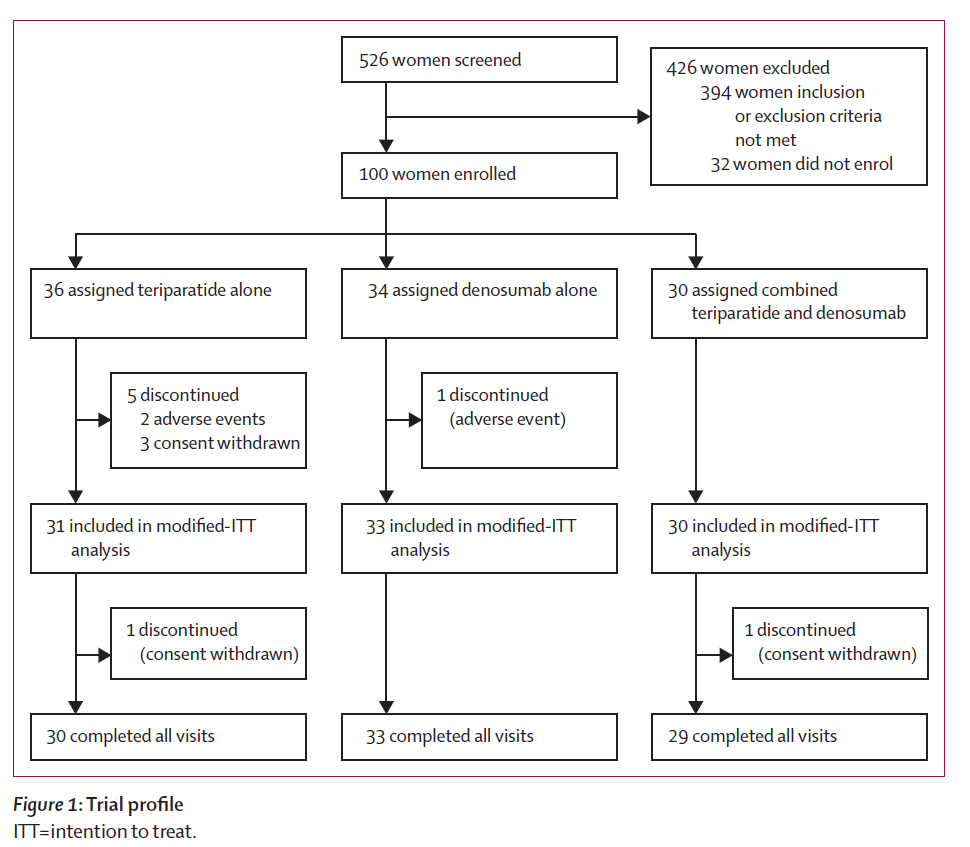 526 women screened
426 women excluded
394 women inclusion
or exclusion criteria
not met
32 women did not enrol
100 women enrolled
36 assigned teriparatide alone
34 assigned denosumab alone
30 assigned combined
teriparatide and denosumab
5 discontinued
2 adverse events
3 consent withdrawn
1 discontinued
(adverse event)
31 included in modified-ITT
analysis
33 included in modified-ITT
analysis
30 included in modified-ITT
analysis
1 discontinued
(consent withdrawn)
1 discontinued
(consent withdrawn)
30 completed all visits
33 completed all visits
29 completed all visits
Figure 1: Trial profile
ITT=intention to treat.